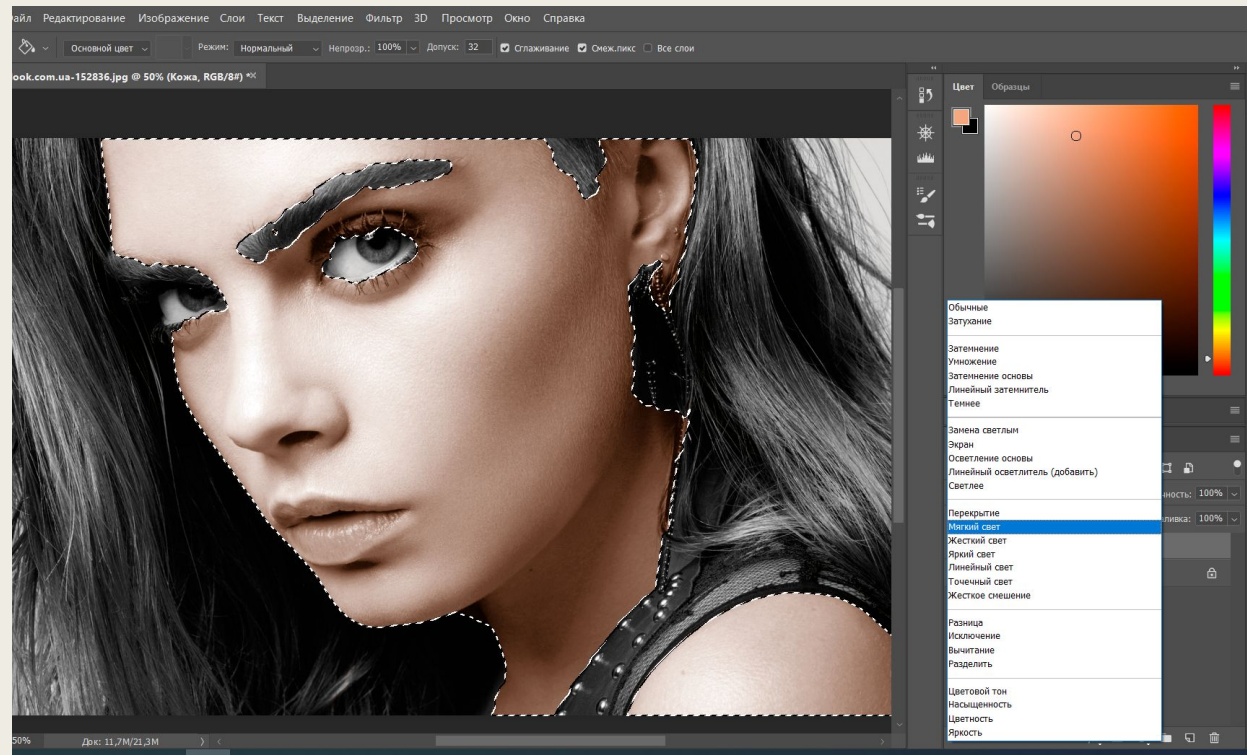 айл Редактирование Изображение Слои Текст Выделение Фильтр 3D Просмотр Окно Справка
Основной цвет Режим: Нормальный Непрозр.: 100% Допуск: 32 Сглаживание Смеж.пикс Все слои
ook.com.ua-152836.jpg @ 50% (Кожа, RGB/8#) *
Цвет Образцы
Обычные
Затухание
Затемнение
Умножение
Затемнение основы
Линейный затемнитель
Темнее
Замена светлым
Экран
Осветление основы
Линейный осветлитель (добавить)
Светлее
Перекрытие
Мягкий свет
Жесткий свет
Яркий свет
Линейный свет
Точечный свет
Жесткое смешение
Разница
Исключение
Вычитание
Разделить
Цветовой тон
Насыщенность
Цветность
Яркость
чность: 100%
ливка: 100%
50% Док: 11,7M/21,3M